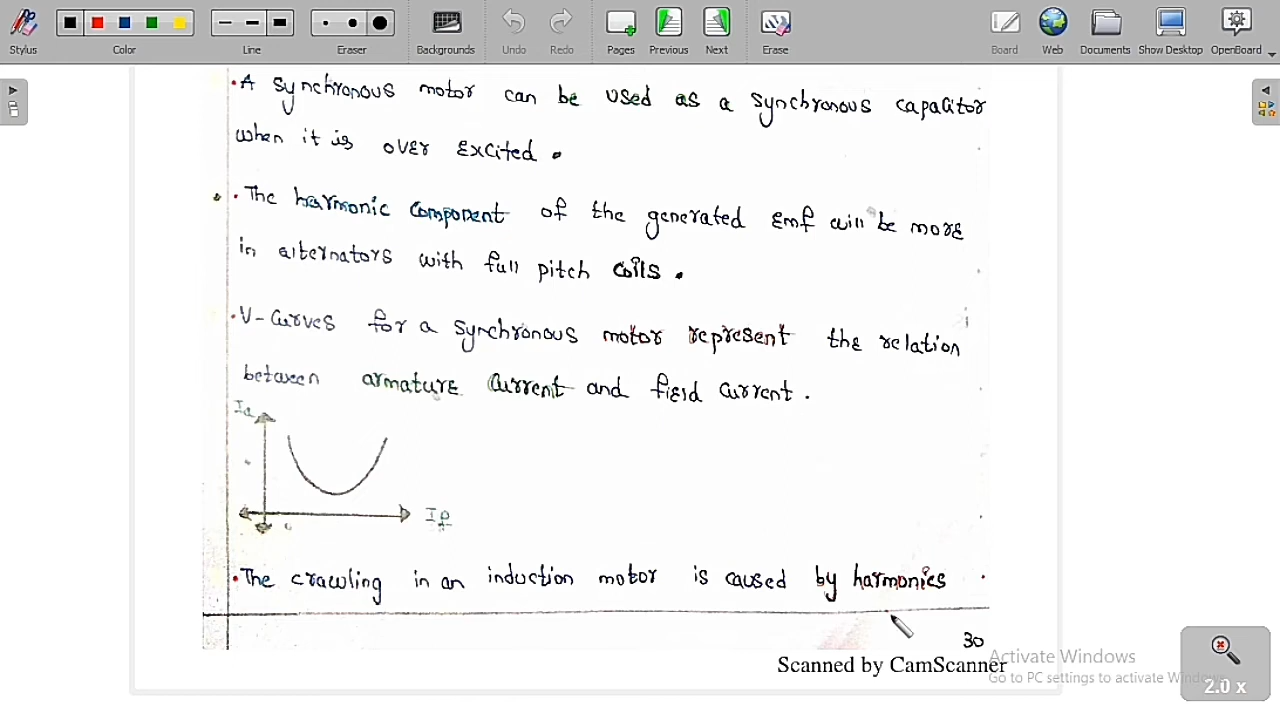 Stylus
Color
Line
Eraser
Backgrounds
Undo
Redo
Pages
Previous
Next
Erase
Board
Web
Documents
Show Desktop
OpenBoard
• A synchronous motor can be used as a synchronous capacitor
when it is over excited.
• The harmonic component of the generated Emf will be more
in alternators with full pitch coils.
• V-curves for a synchronous motor represent the relation
between armature current and field current.
Ia
If
• The crawling in an induction motor is caused by harmonics.
30
Scanned by CamScanner
Activate Windows
Go to PC settings to activate Windows.
2.0 x